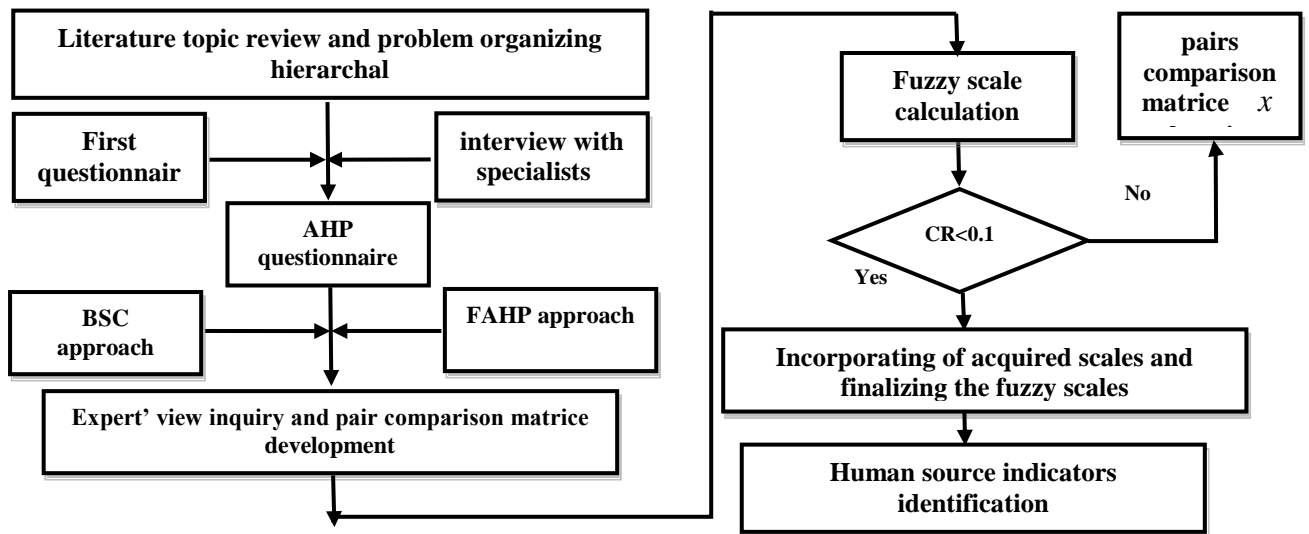 Literature topic review and problem organizing
hierarchal
First
questionnair
interview with
specialists
AHP
questionnaire
BSC
approach
FAHP approach
Expert’ view inquiry and pair comparison matrice
development
Fuzzy scale
calculation
pairs
comparison
matrice x
No
CR<0.1
Yes
Incorporating of acquired scales and
finalizing the fuzzy scales
Human source indicators
identification